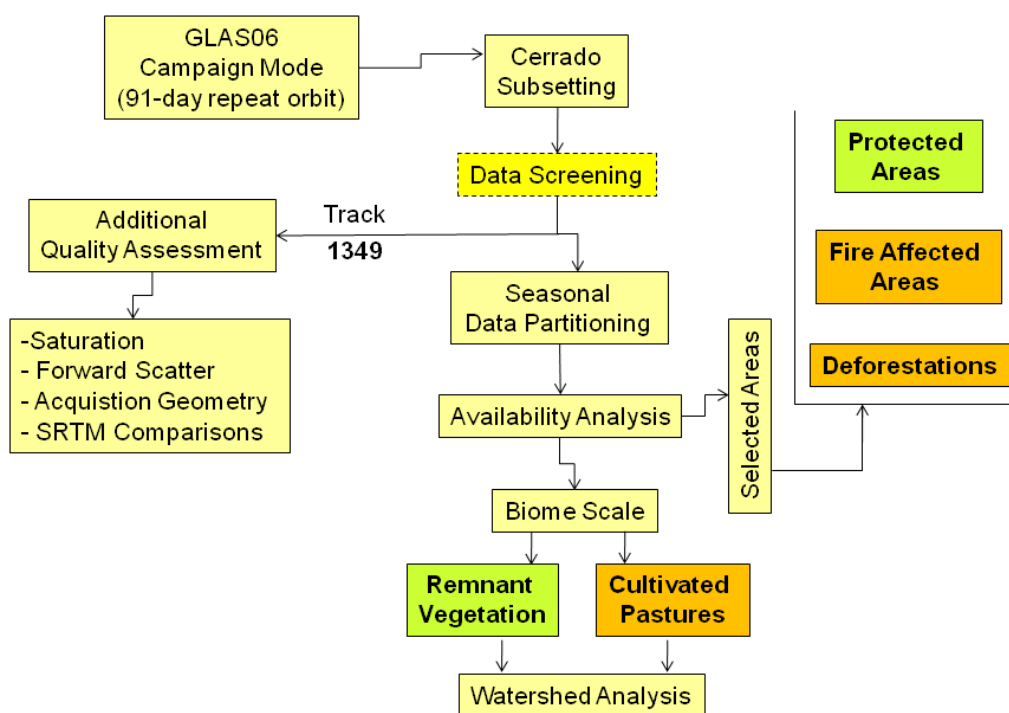 GLAS06
Campaign Mode
(91-day repeat orbit)
Cerrado
Subsetting
Data Screening
Track
1349
Additional
Quality Assessment
-Saturation
- Forward Scatter
- Acquistion Geometry
- SRTM Comparisons
Seasonal
Data Partitioning
Availability Analysis
Selected Areas
Protected
Areas
Fire Affected
Areas
Deforestations
Biome Scale
Remnant
Vegetation
Cultivated
Pastures
Watershed Analysis